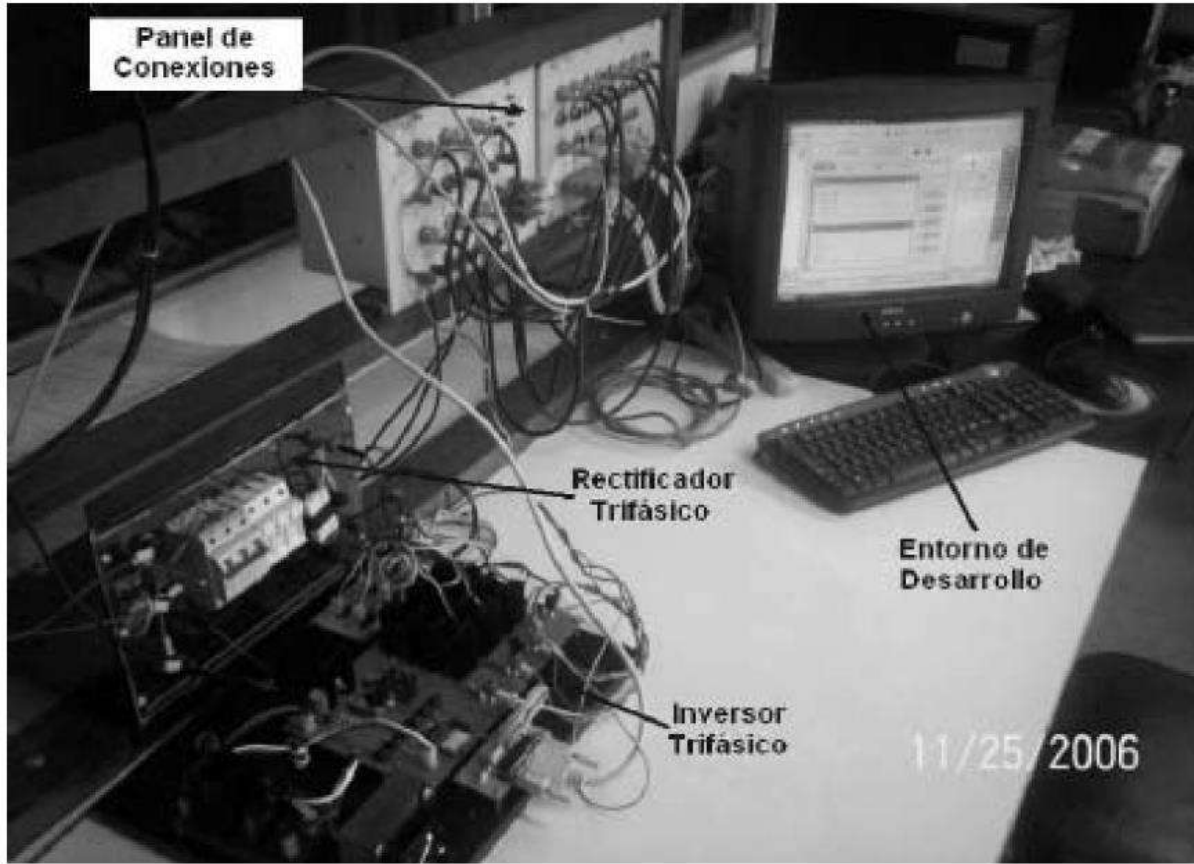 Panel de
Conexiones
Rectificador
Trifásico
Entorno de
Desarrollo
Inversor
Trifásico
11/25/2006